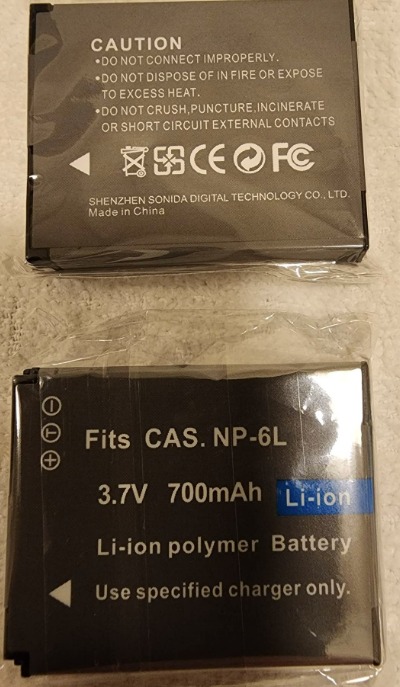 CAUTION
•DO NOT CONNECT IMPROPERLY.
•DO NOT DISPOSE OF IN FIRE OR EXPOSE
TO EXCESS HEAT.
•DO NOT CRUSH,PUNCTURE,INCINERATE
OR SHORT CIRCUIT EXTERNAL CONTACTS
CE FC
SHENZHEN SONIDA DIGITAL TECHNOLOGY CO., LTD.
Made in China
Fits CAS. NP-6L
3.7V 700mAh Li-ion
Li-ion polymer Battery
Use specified charger only.